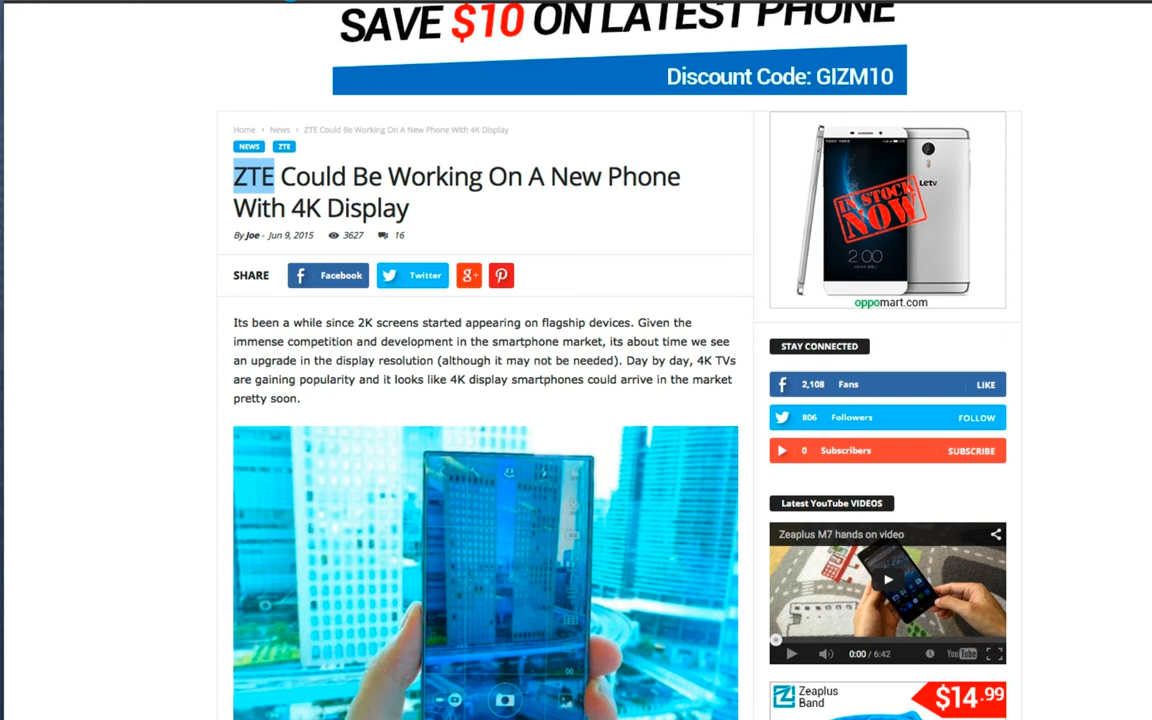 SAVE $10 ON LATEST PHONE
Discount Code: GIZM10
Home › News › ZTE Could Be Working On A New Phone With 4K Display
NEWS ZTE
ZTE Could Be Working On A New Phone
With 4K Display
By Joe - Jun 9, 2015 3627 16
SHARE Facebook Twitter g+
Its been a while since 2K screens started appearing on flagship devices. Given the
immense competition and development in the smartphone market, its about time we see
an upgrade in the display resolution (although it may not be needed). Day by day, 4K TVs
are gaining popularity and it looks like 4K display smartphones could arrive in the market
pretty soon.
Letv
IN STOCK
NOW
2:00
oppomart.com
STAY CONNECTED
2,108 Fans LIKE
806 Followers FOLLOW
0 Subscribers SUBSCRIBE
Latest YouTube VIDEOS
Zeaplus M7 hands on video
0:00 / 6:42 YouTube
Zeaplus
Band
$14.99